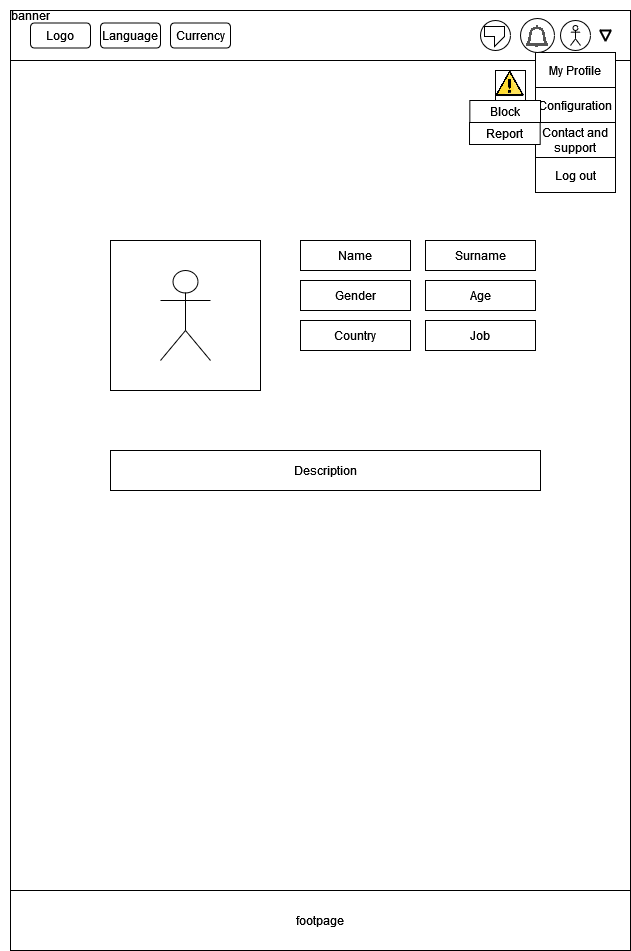 banner
Logo
Language
Currency
My Profile
Configuration
Contact and
support
Log out
Block
Report
Name
Surname
Gender
Age
Country
Job
Description
footpage